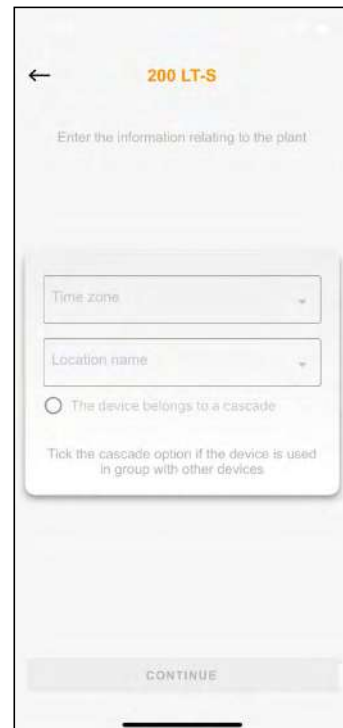 200 LT-S
Enter the information relating to the plant
Time zone
Location name
The device belongs to a cascade
Tick the cascade option if the device is used
in group with other devices
CONTINUE